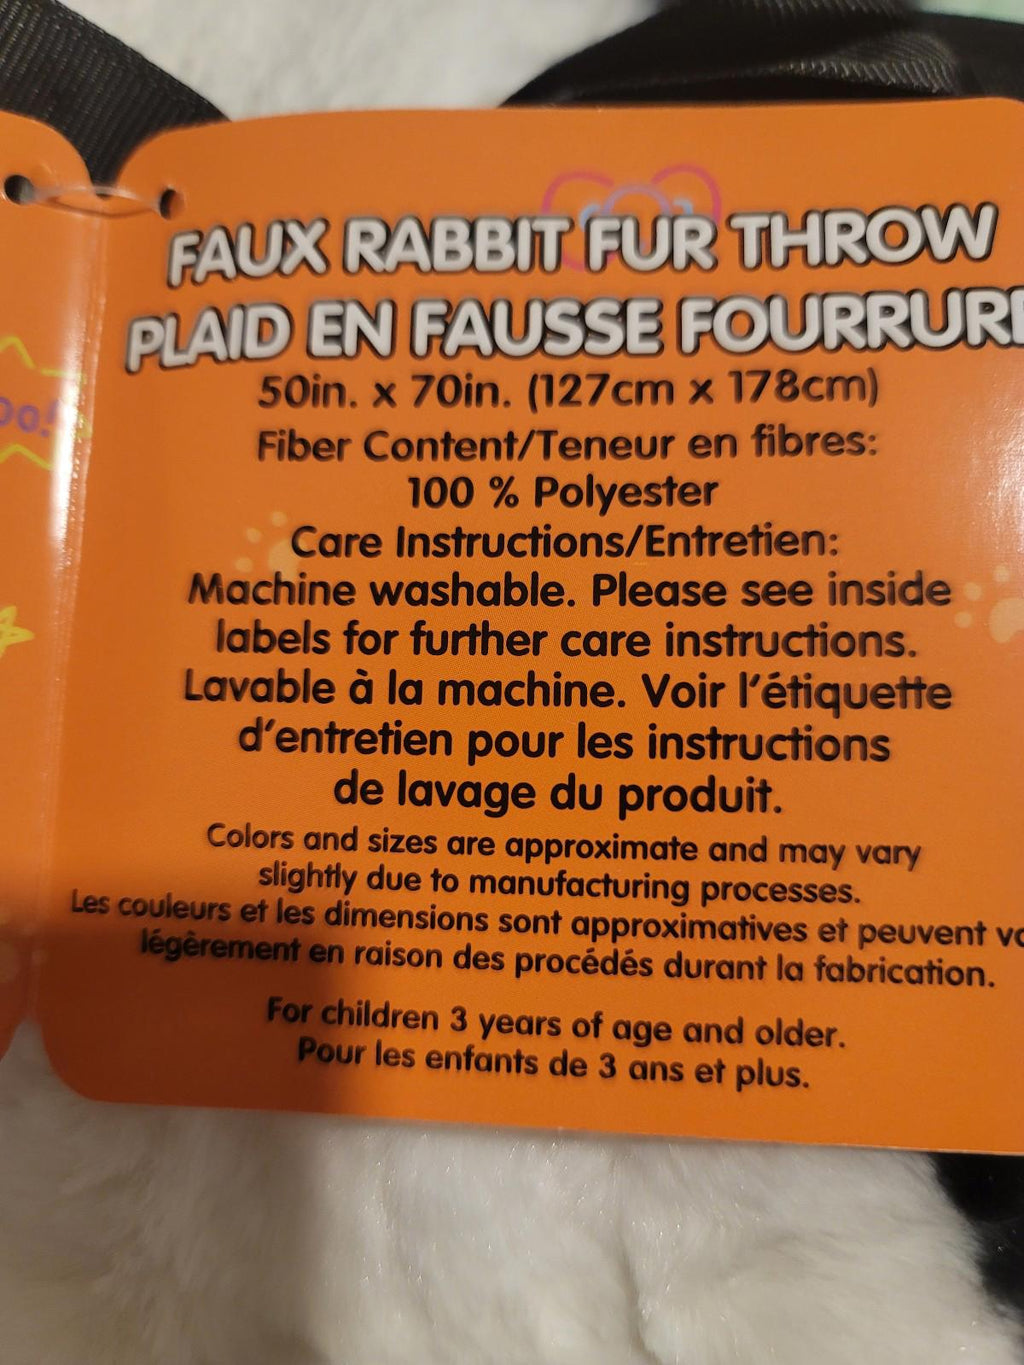 FAUX RABBIT FUR THROW
PLAID EN FAUSSE FOURRURE
50in. x 70in. (127cm x 178cm)
Fiber Content/Teneur en fibres:
100 % Polyester
Care Instructions/Entretien:
Machine washable. Please see inside
labels for further care instructions.
Lavable à la machine. Voir l'étiquette
d'entretien pour les instructions
de lavage du produit.
Colors and sizes are approximate and may vary
slightly due to manufacturing processes.
Les couleurs et les dimensions sont approximatives et peuvent
légèrement en raison des procédés durant la fabrication.
For children 3 years of age and older.
Pour les enfants de 3 ans et plus.